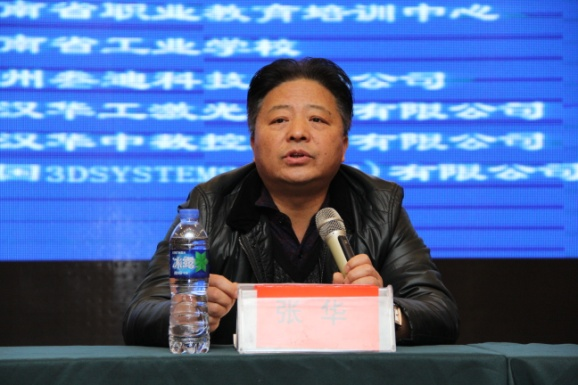 南省职业教育培训中心
南省工业学校
州叁迪科技 公司
汉华工激光 有限公司
汉华中数控 有限公司
国3DSYSTEM )有限公司
冰露
张华